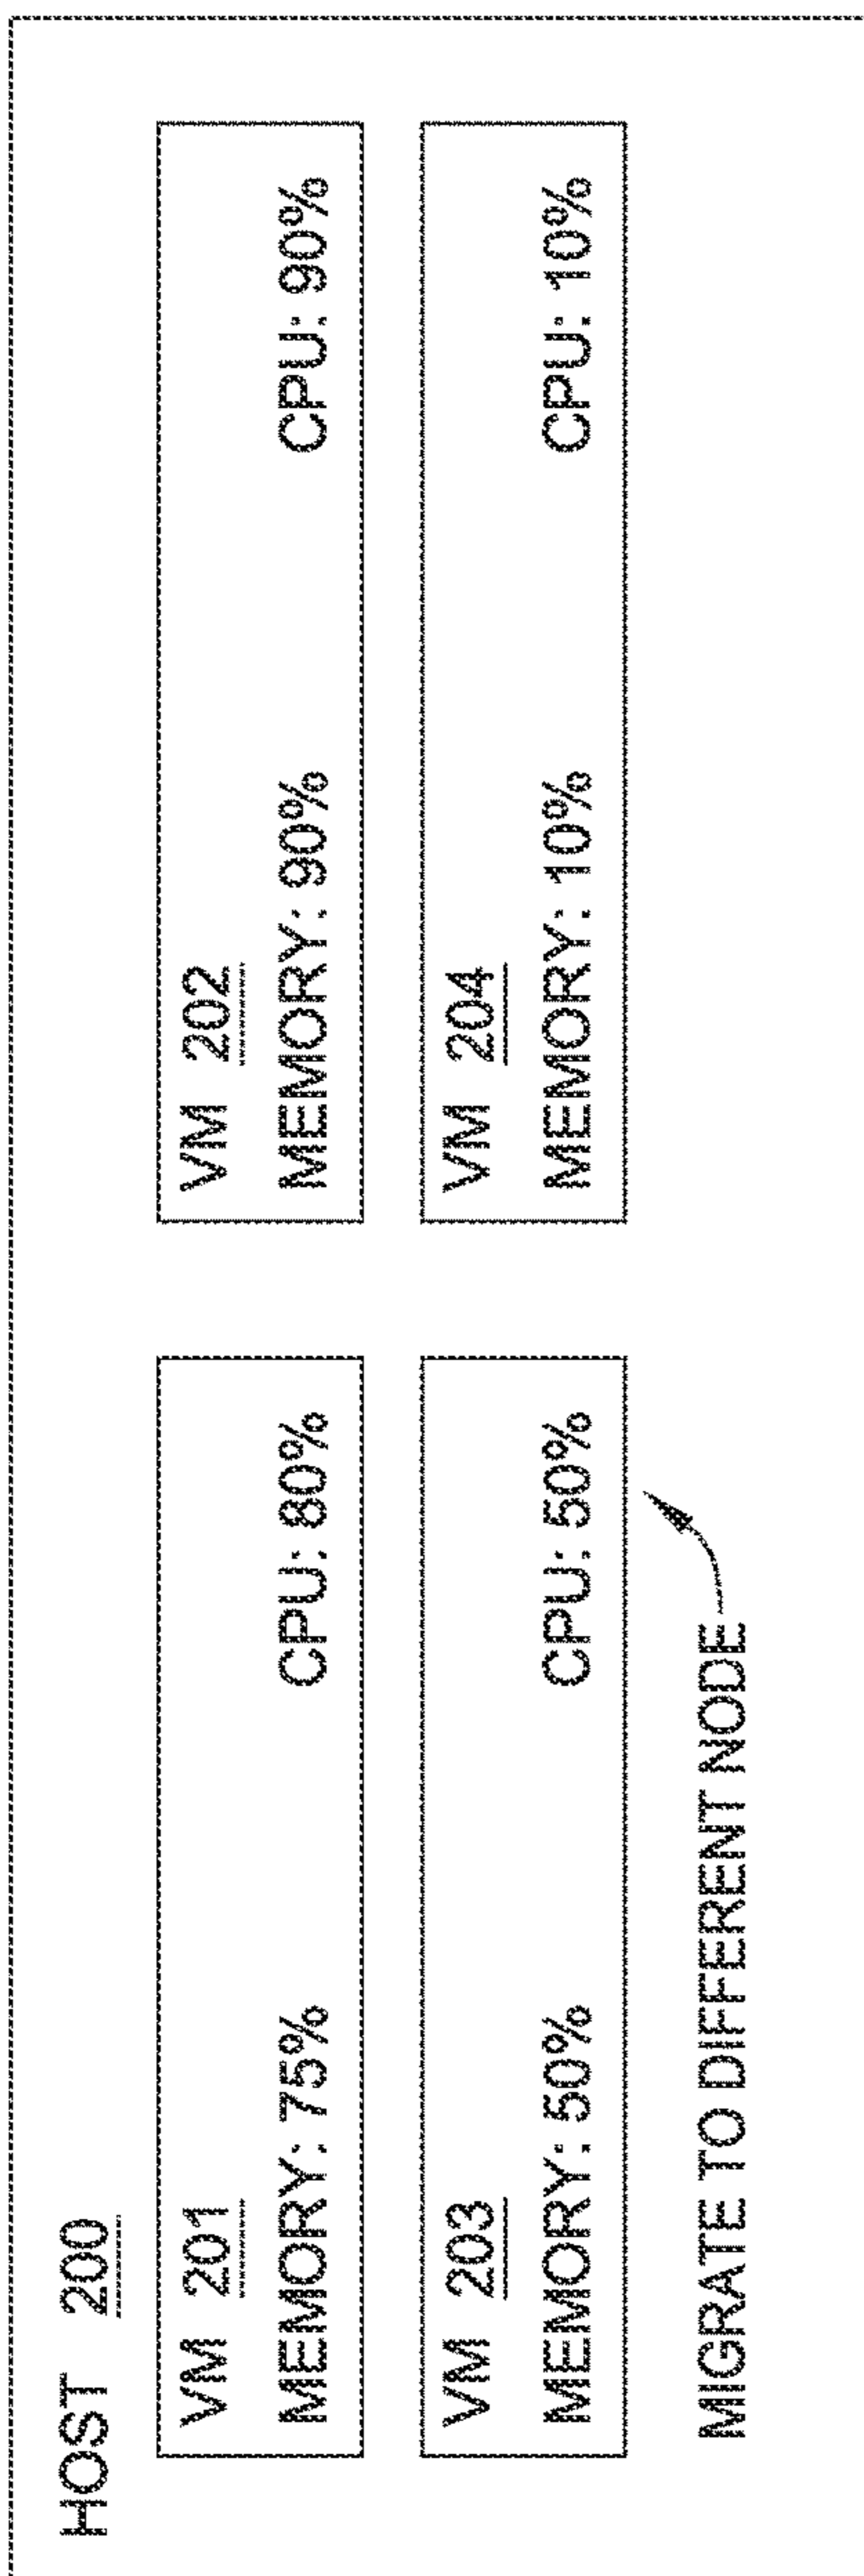 HOST 200
VM 201
MEMORY: 75% CPU: 80%
VM 202
MEMORY: 90% CPU: 90%
VM 203
MEMORY: 50% CPU: 50%
VM 204
MEMORY: 10% CPU: 10%
MIGRATE TO DIFFERENT NODE